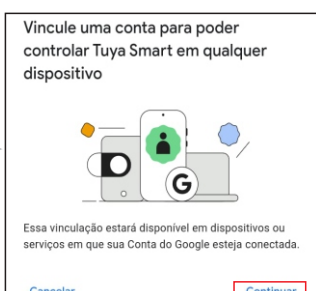 Vincule uma conta para poder
controlar Tuya Smart em qualquer
dispositivo
G
Essa vinculação estará disponível em dispositivos ou
serviços em que sua Conta do Google esteja conectada.
Cancelar
Continuar